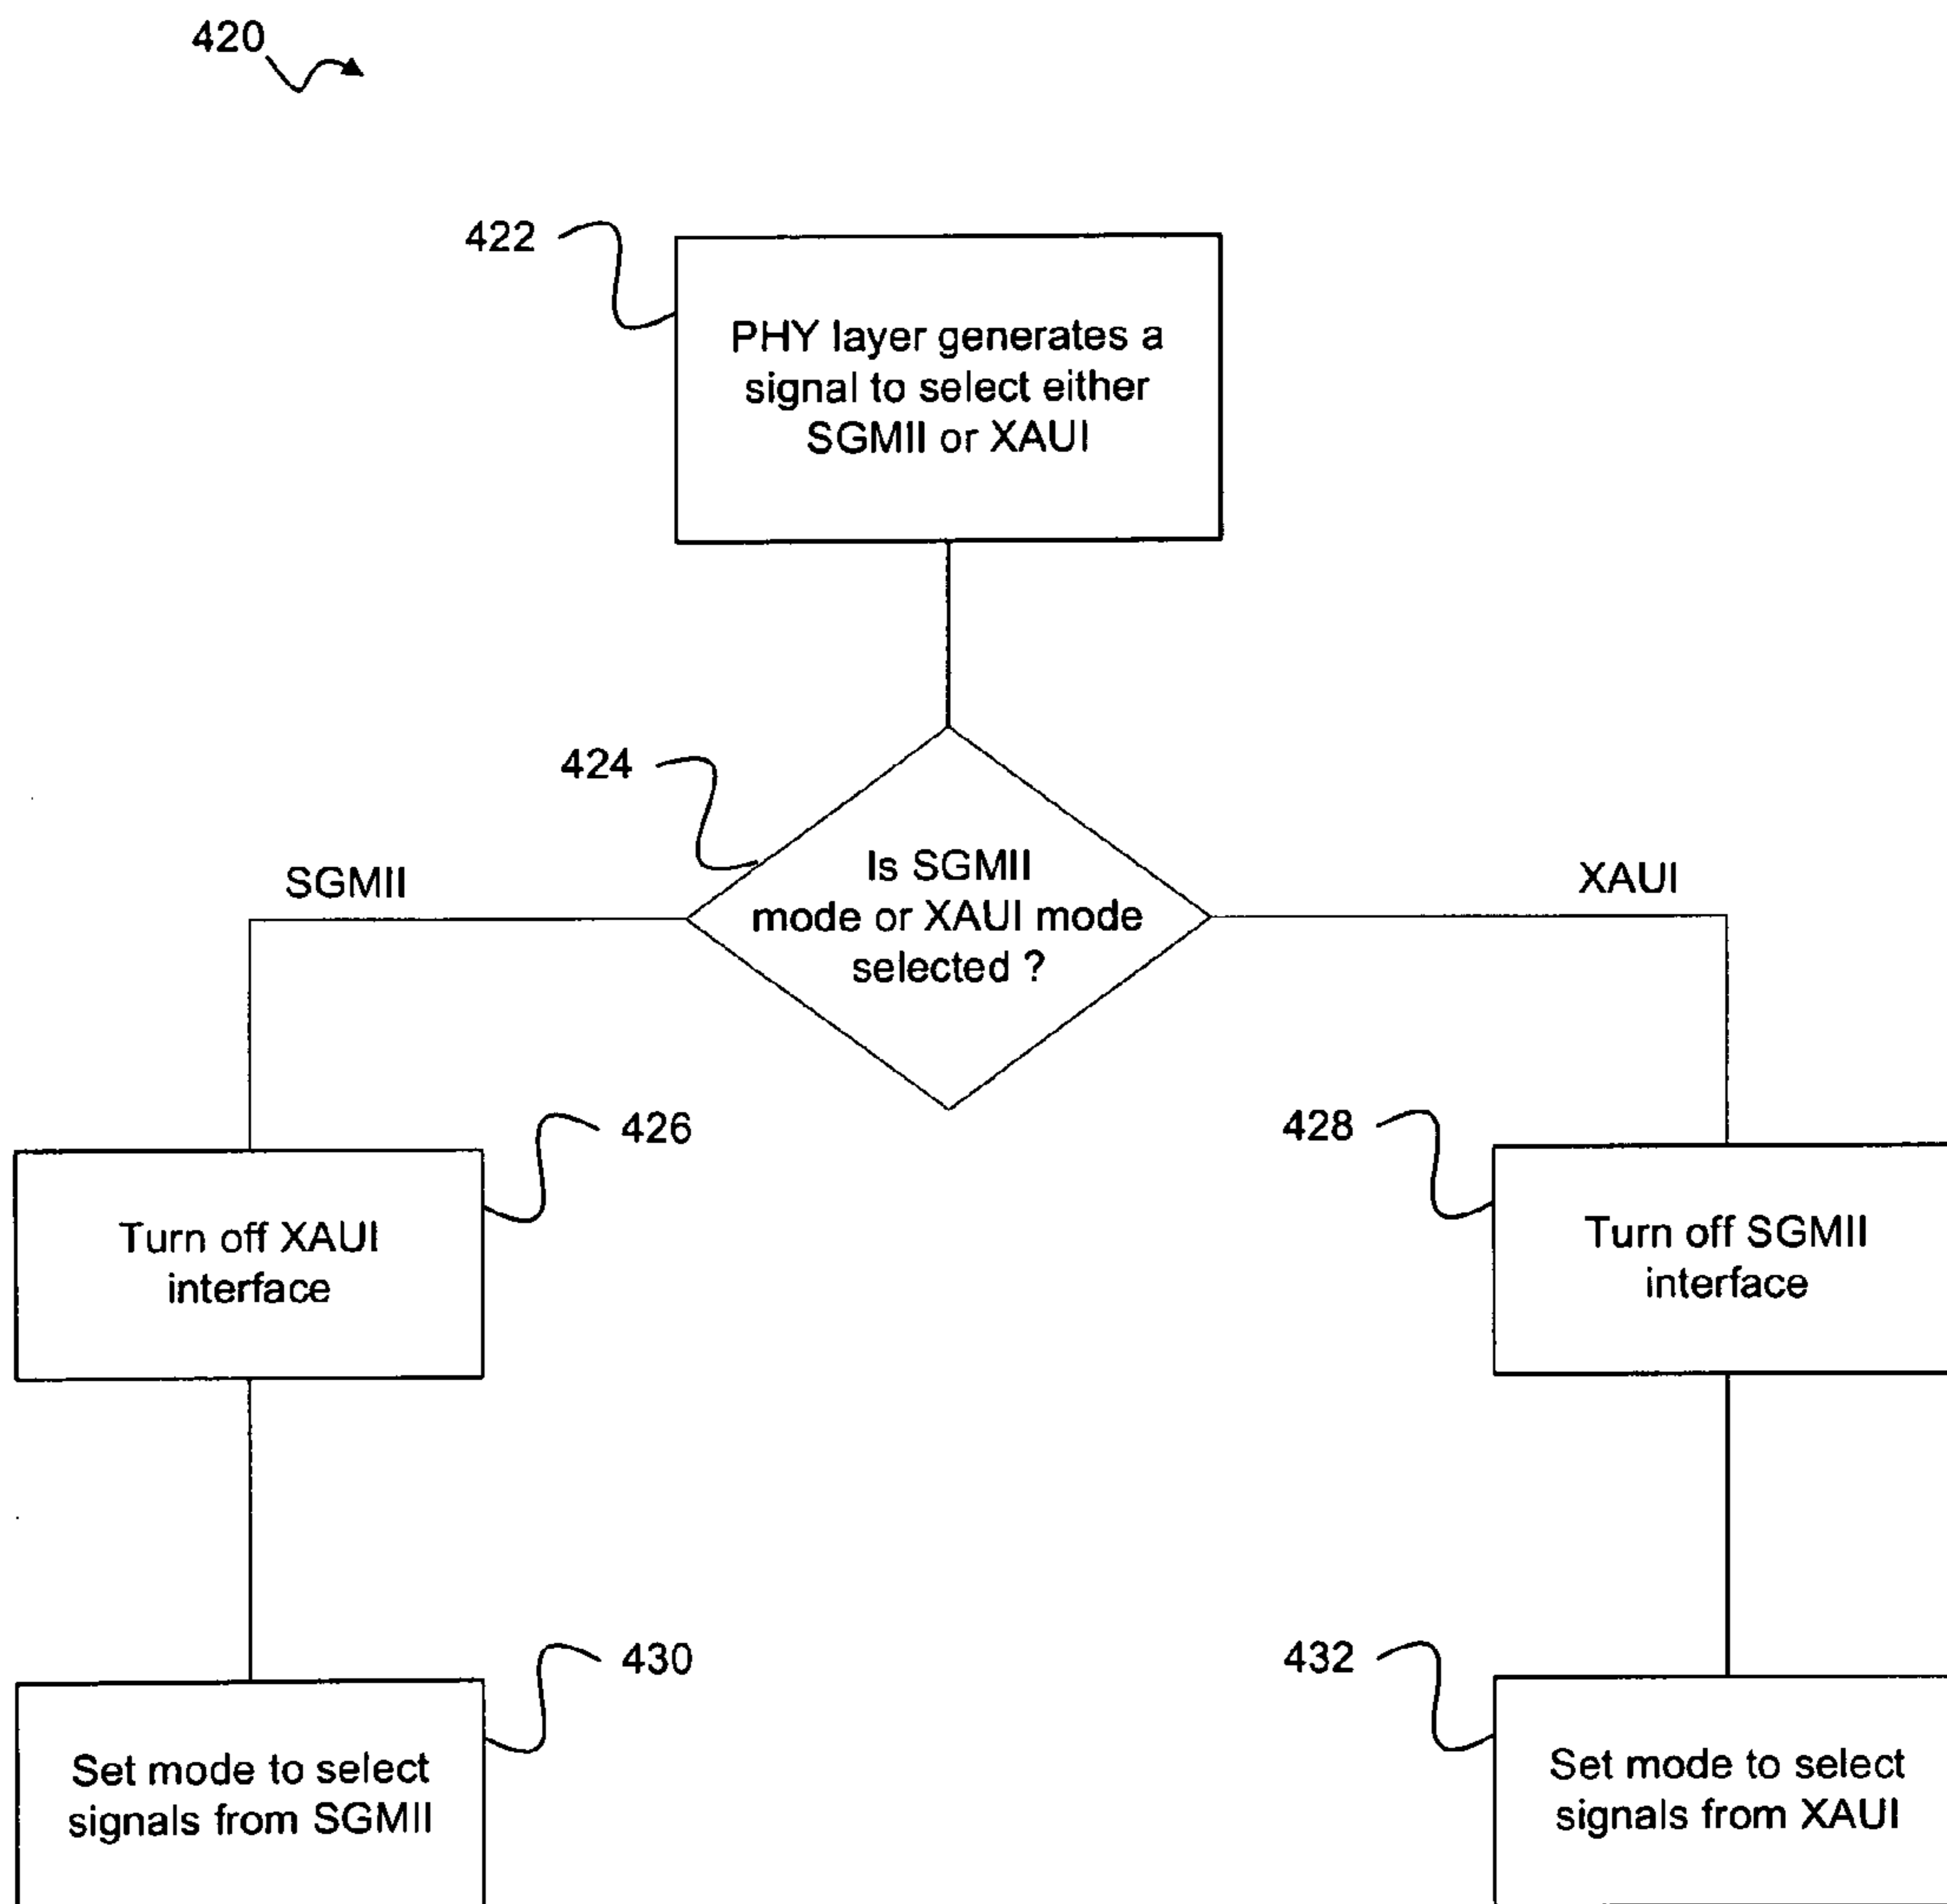 420
422
PHY layer generates a
signal to select either
SGMII or XAUI
424
Is SGMII
mode or XAUI mode
selected ?
SGMII
XAUI
426
Turn off XAUI
interface
428
Turn off SGMII
interface
430
Set mode to select
signals from SGMII
432
Set mode to select
signals from XAUI